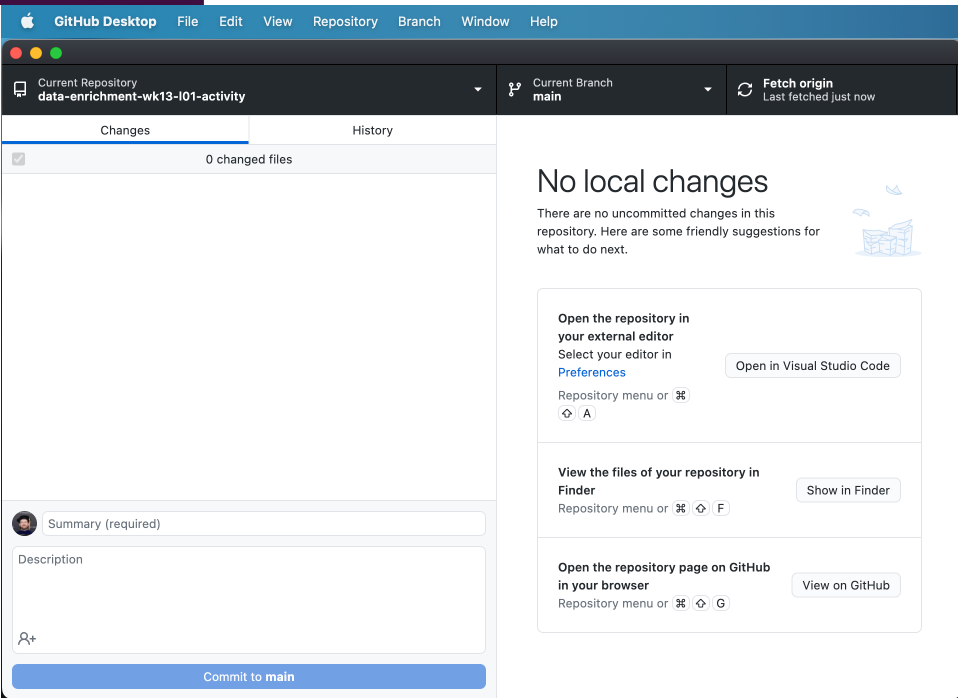 GitHub Desktop File Edit View Repository Branch Window Help
Current Repository
data-enrichment-wk13-l01-activity
Current Branch
main
Fetch origin
Last fetched just now
Changes
History
0 changed files
No local changes
There are no uncommitted changes in this
repository. Here are some friendly suggestions for
what to do next.
Open the repository in
your external editor
Select your editor in
Preferences
Repository menu or ⌘
⇧ A
Open in Visual Studio Code
View the files of your repository in
Finder
Repository menu or ⌘ ⇧ F
Show in Finder
Open the repository page on GitHub
in your browser
Repository menu or ⌘ ⇧ G
View on GitHub
Summary (required)
Description
Commit to main